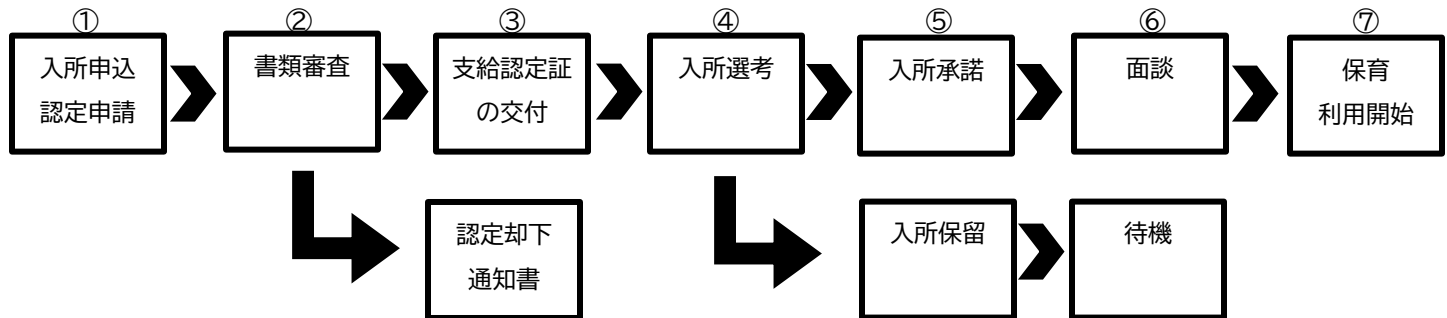 ①
入所申込
認定申請
②
書類審査
③
支給認定証
の交付
④
入所選考
⑤
入所承諾
⑥
面談
⑦
保育
利用開始
認定却下
通知書
入所保留
待機